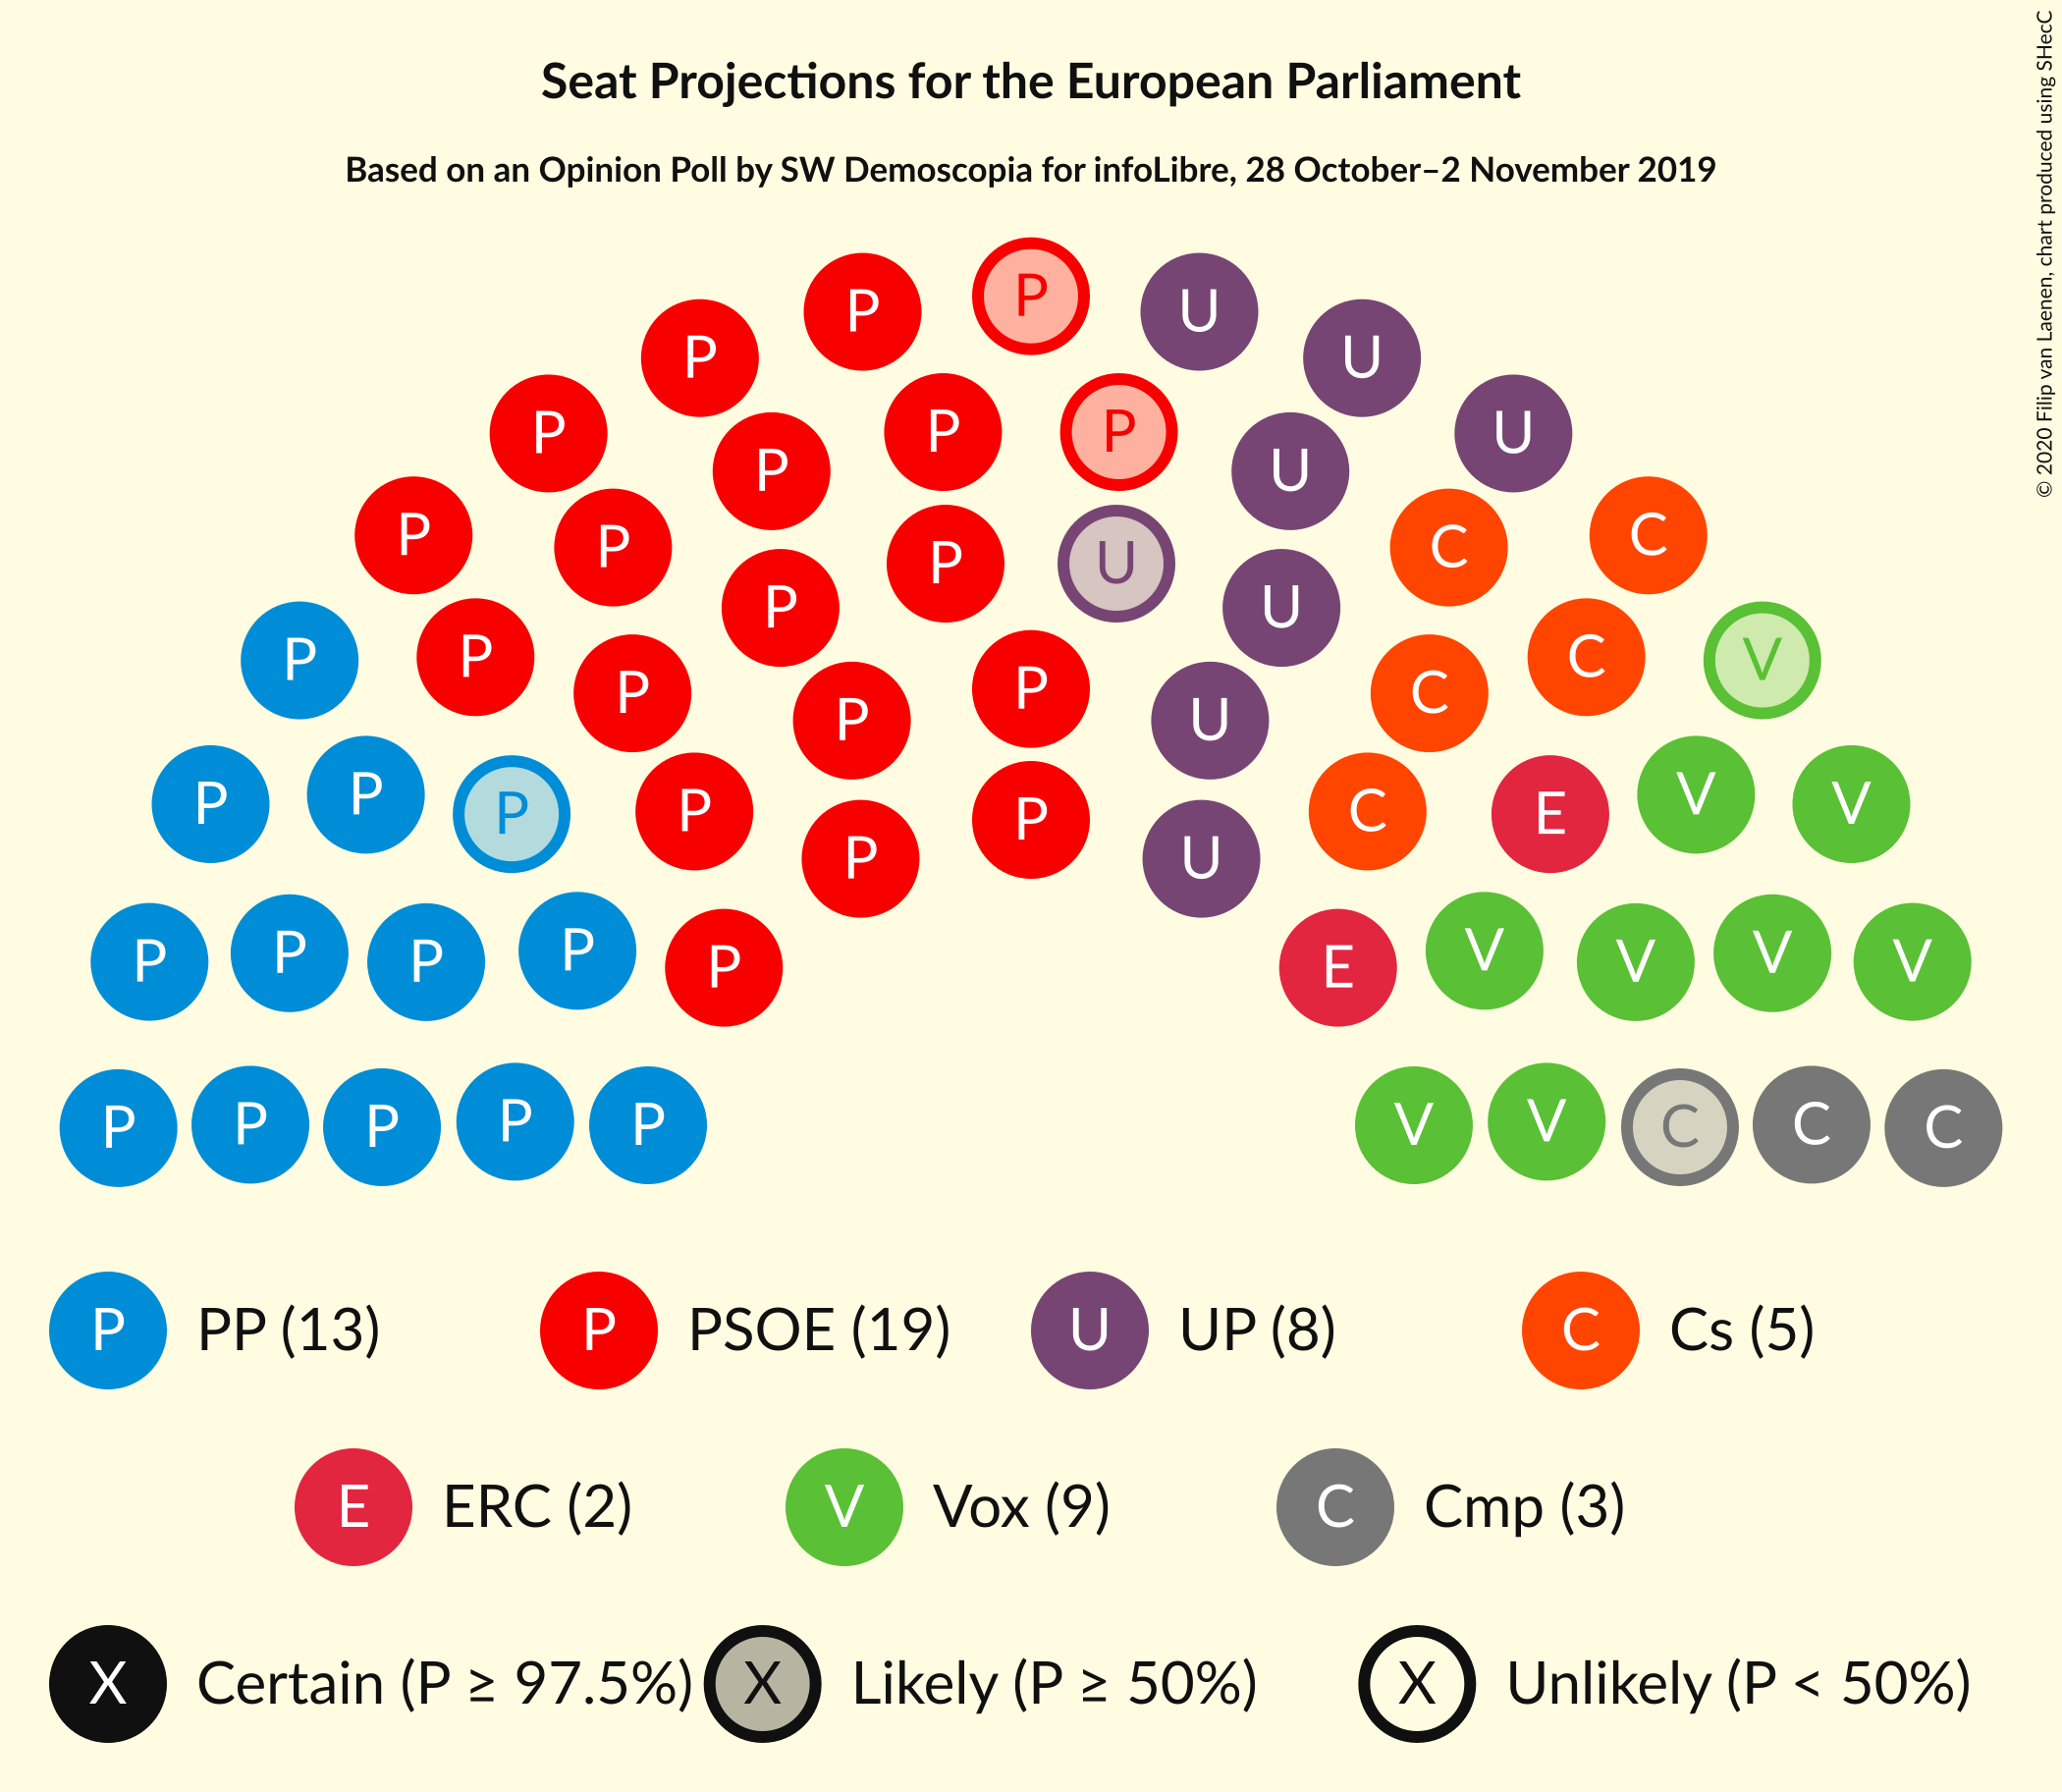 Seat Projections for the European Parliament
Based on an Opinion Poll by SW Demoscopia for infoLibre, 28 October–2 November 2019
© 2020 Filip van Laenen, chart produced using SHecC
P
P U
P U
P P P U
P U
P C
P C
P U
P U
P C
P V
P P C
P U
P V
P V
P P P C E
P U
P P V V
P P P E V V
P P P P P V V C C C
P PP (13) P PSOE (19) U UP (8) C Cs (5)
E ERC (2) V Vox (9) C Cmp (3)
X Certain (P ≥ 97.5%) X Likely (P ≥ 50%) X Unlikely (P < 50%)